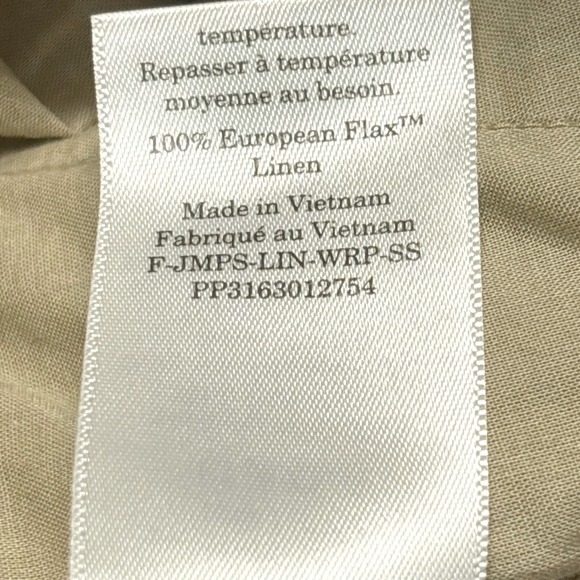 température.
Repasser à température
moyenne au besoin.
100% European Flax™
Linen
Made in Vietnam
Fabriqué au Vietnam
F-JMPS-LIN-WRP-SS
PP3163012754